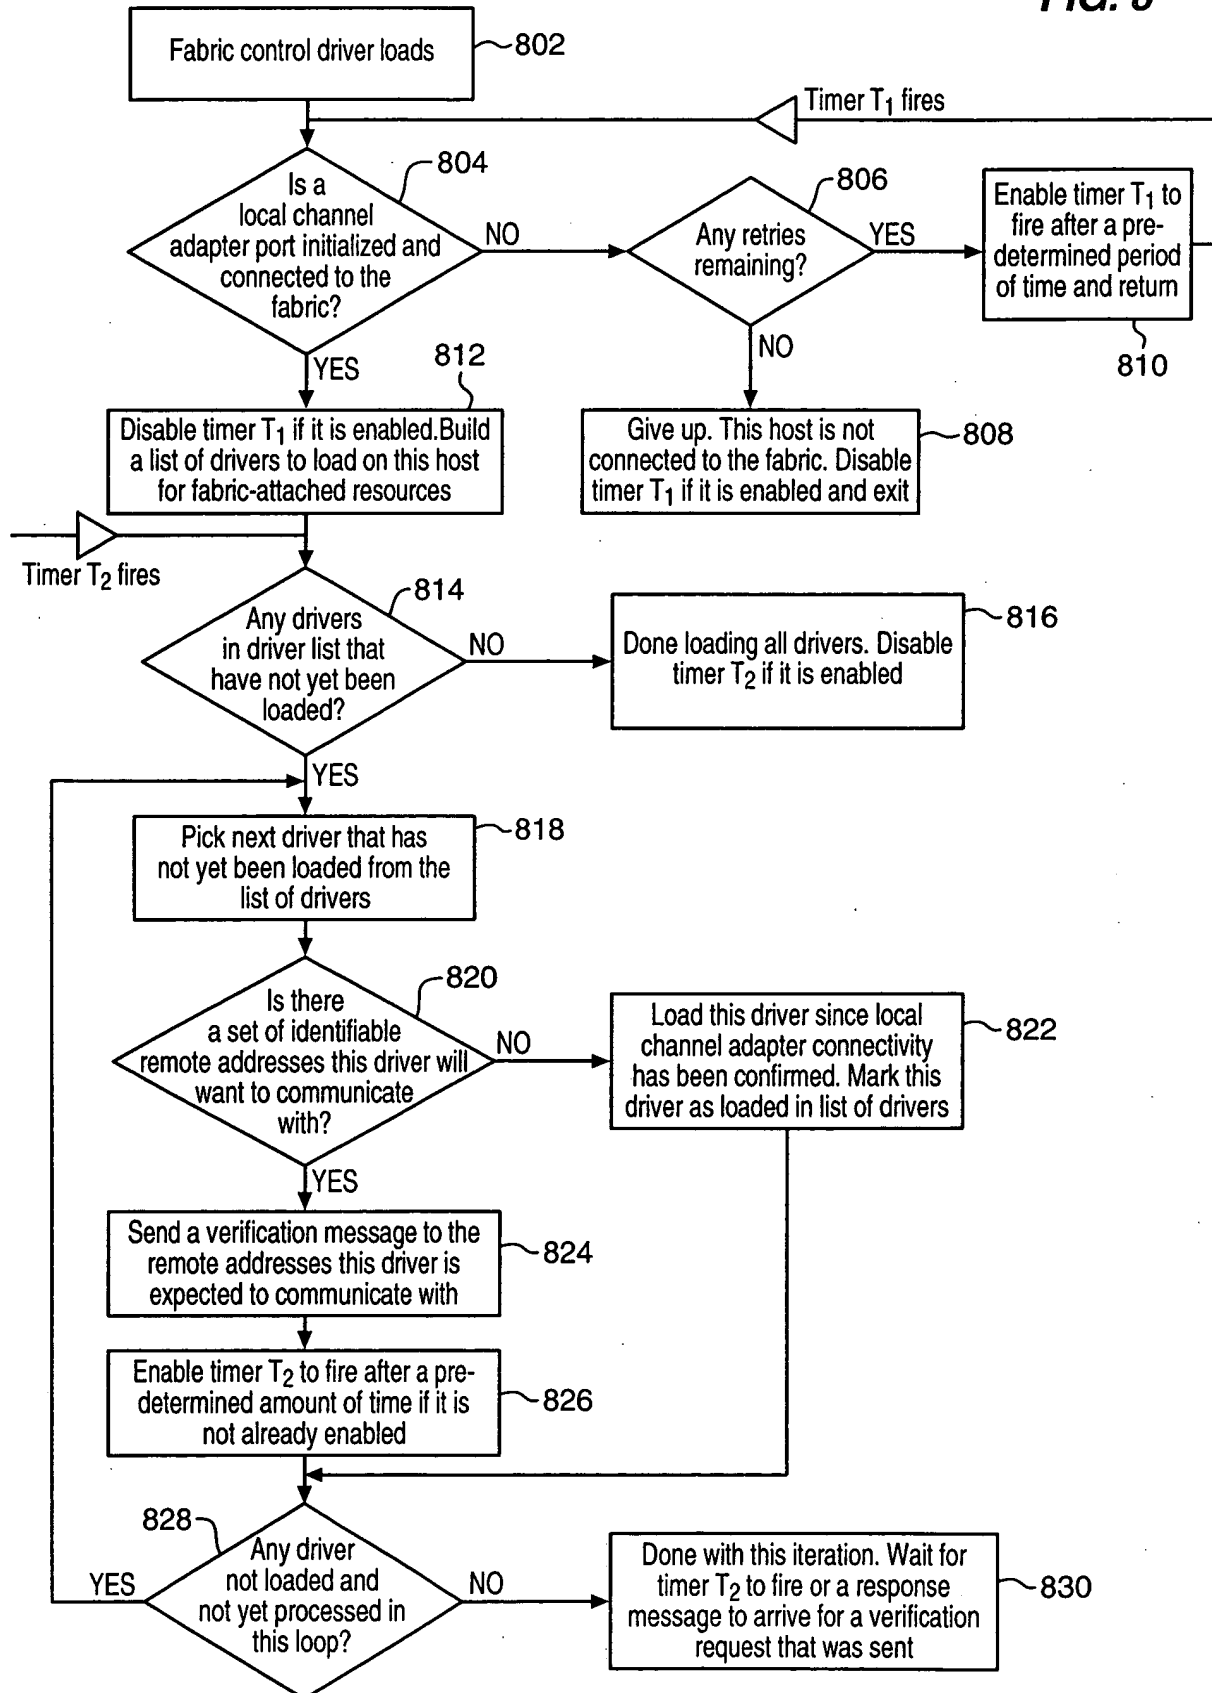 FIG. 8
Fabric control driver loads
802
Timer T1 fires
804
Is a
local channel
adapter port initialized and
connected to the
fabric?
NO
806
Any retries
remaining?
YES
Enable timer T1 to
fire after a pre-
determined period
of time and return
810
YES
NO
812
Disable timer T1 if it is enabled.Build
a list of drivers to load on this host
for fabric-attached resources
Give up. This host is not
connected to the fabric. Disable
timer T1 if it is enabled and exit
808
Timer T2 fires
814
Any drivers
in driver list that
have not yet been
loaded?
NO
Done loading all drivers. Disable
timer T2 if it is enabled
816
YES
Pick next driver that has
not yet been loaded from the
list of drivers
818
820
Is there
a set of identifiable
remote addresses this driver will
want to communicate
with?
NO
Load this driver since local
channel adapter connectivity
has been confirmed. Mark this
driver as loaded in list of drivers
822
YES
Send a verification message to the
remote addresses this driver is
expected to communicate with
824
Enable timer T2 to fire after a pre-
determined amount of time if it is
not already enabled
826
828
Any driver
not loaded and
not yet processed in
this loop?
YES
NO
Done with this iteration. Wait for
timer T2 to fire or a response
message to arrive for a verification
request that was sent
830